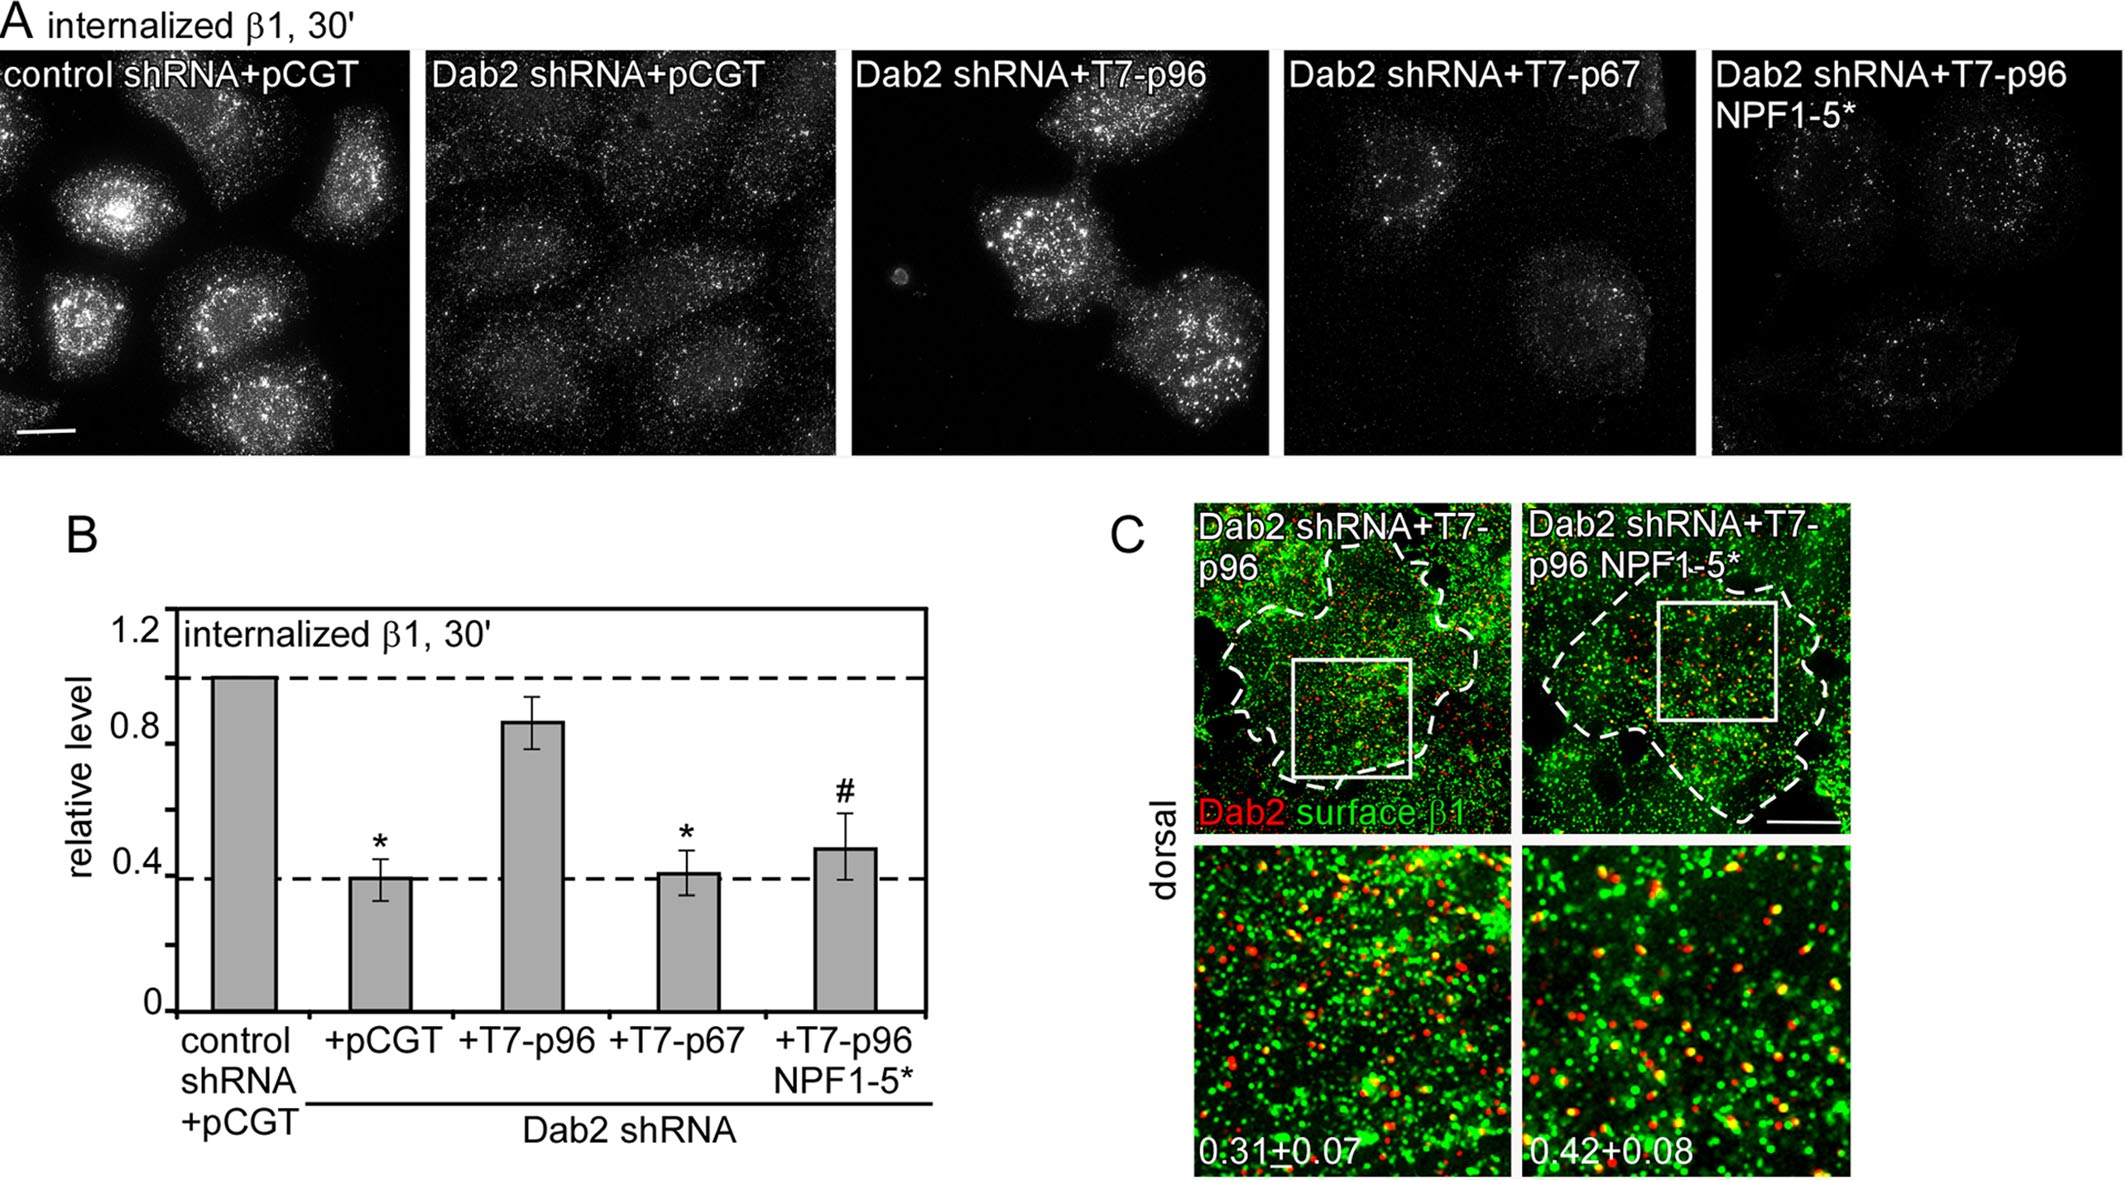 A internalized β1, 30'
control shRNA+pCGT
Dab2 shRNA+pCGT
Dab2 shRNA+T7-p96
Dab2 shRNA+T7-p67
Dab2 shRNA+T7-p96
NPF1-5*
B
internalized β1, 30'
relative level
1.2
0.8
0.4
0
*
*
#
control
shRNA
+pCGT
+pCGT
+T7-p96
+T7-p67
+T7-p96
NPF1-5*
Dab2 shRNA
C
dorsal
Dab2 shRNA+T7-
p96
Dab2 surface β1
Dab2 shRNA+T7-
p96 NPF1-5*
0.31±0.07
0.42+0.08